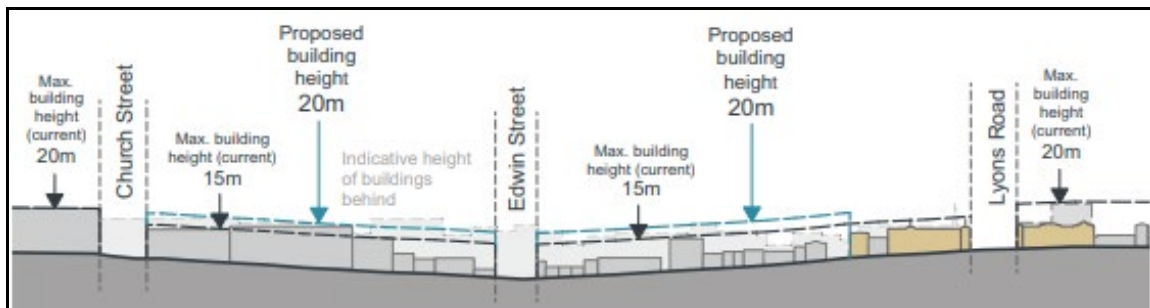 Max.
building
height
(current)
20m
Church Street
Proposed
building
height
20m
Max. building
height (current)
15m
Indicative height
of buildings
behind
Edwin Street
Proposed
building
height
20m
Max. building
height (current)
15m
Lyons Road
Max.
building
height
(current)
20m